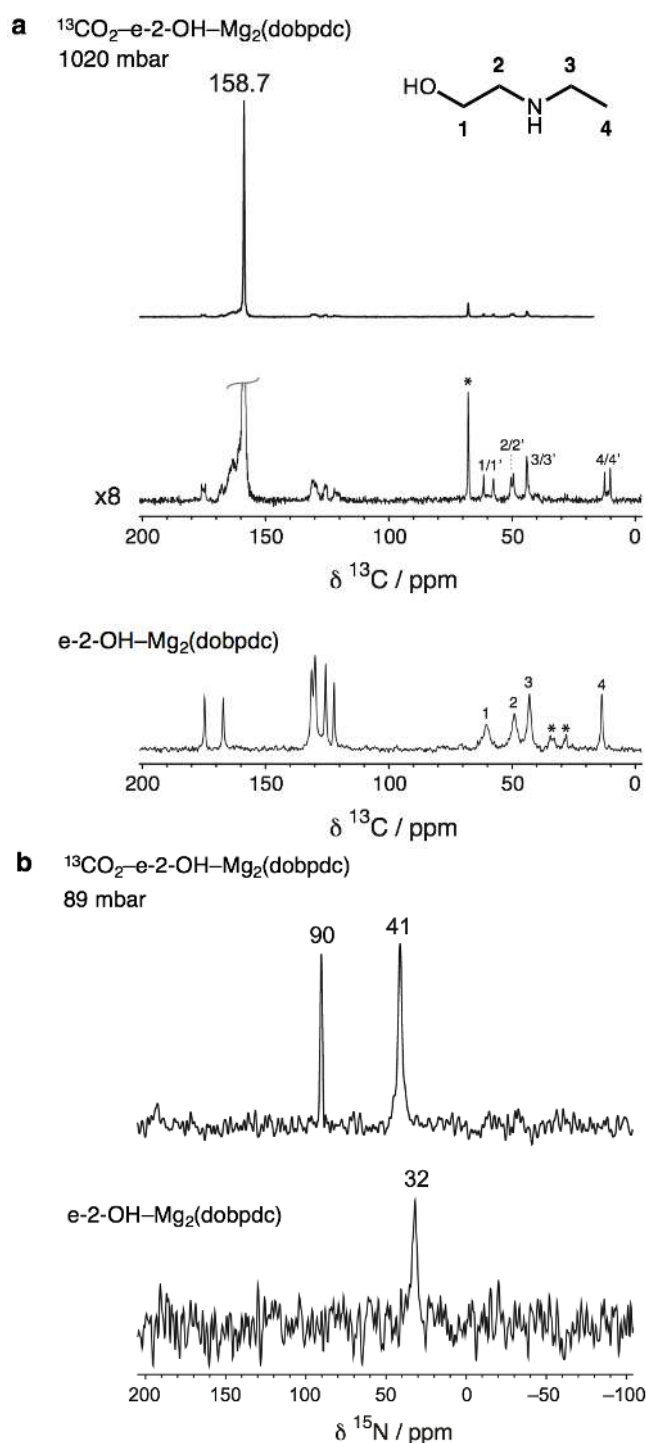 a ¹³CO₂–e-2-OH–Mg₂(dobpdc)
1020 mbar
158.7
2 3
HO N
H
1 4
*
1/1' 2/2' 3/3' 4/4'
x8
200 150 100 50 0
δ ¹³C / ppm
e-2-OH–Mg₂(dobpdc)
1 2 3 * * 4
200 150 100 50 0
δ ¹³C / ppm
b ¹³CO₂–e-2-OH–Mg₂(dobpdc)
89 mbar
90 41
e-2-OH–Mg₂(dobpdc)
32
200 150 100 50 0 –50 –100
δ ¹⁵N / ppm